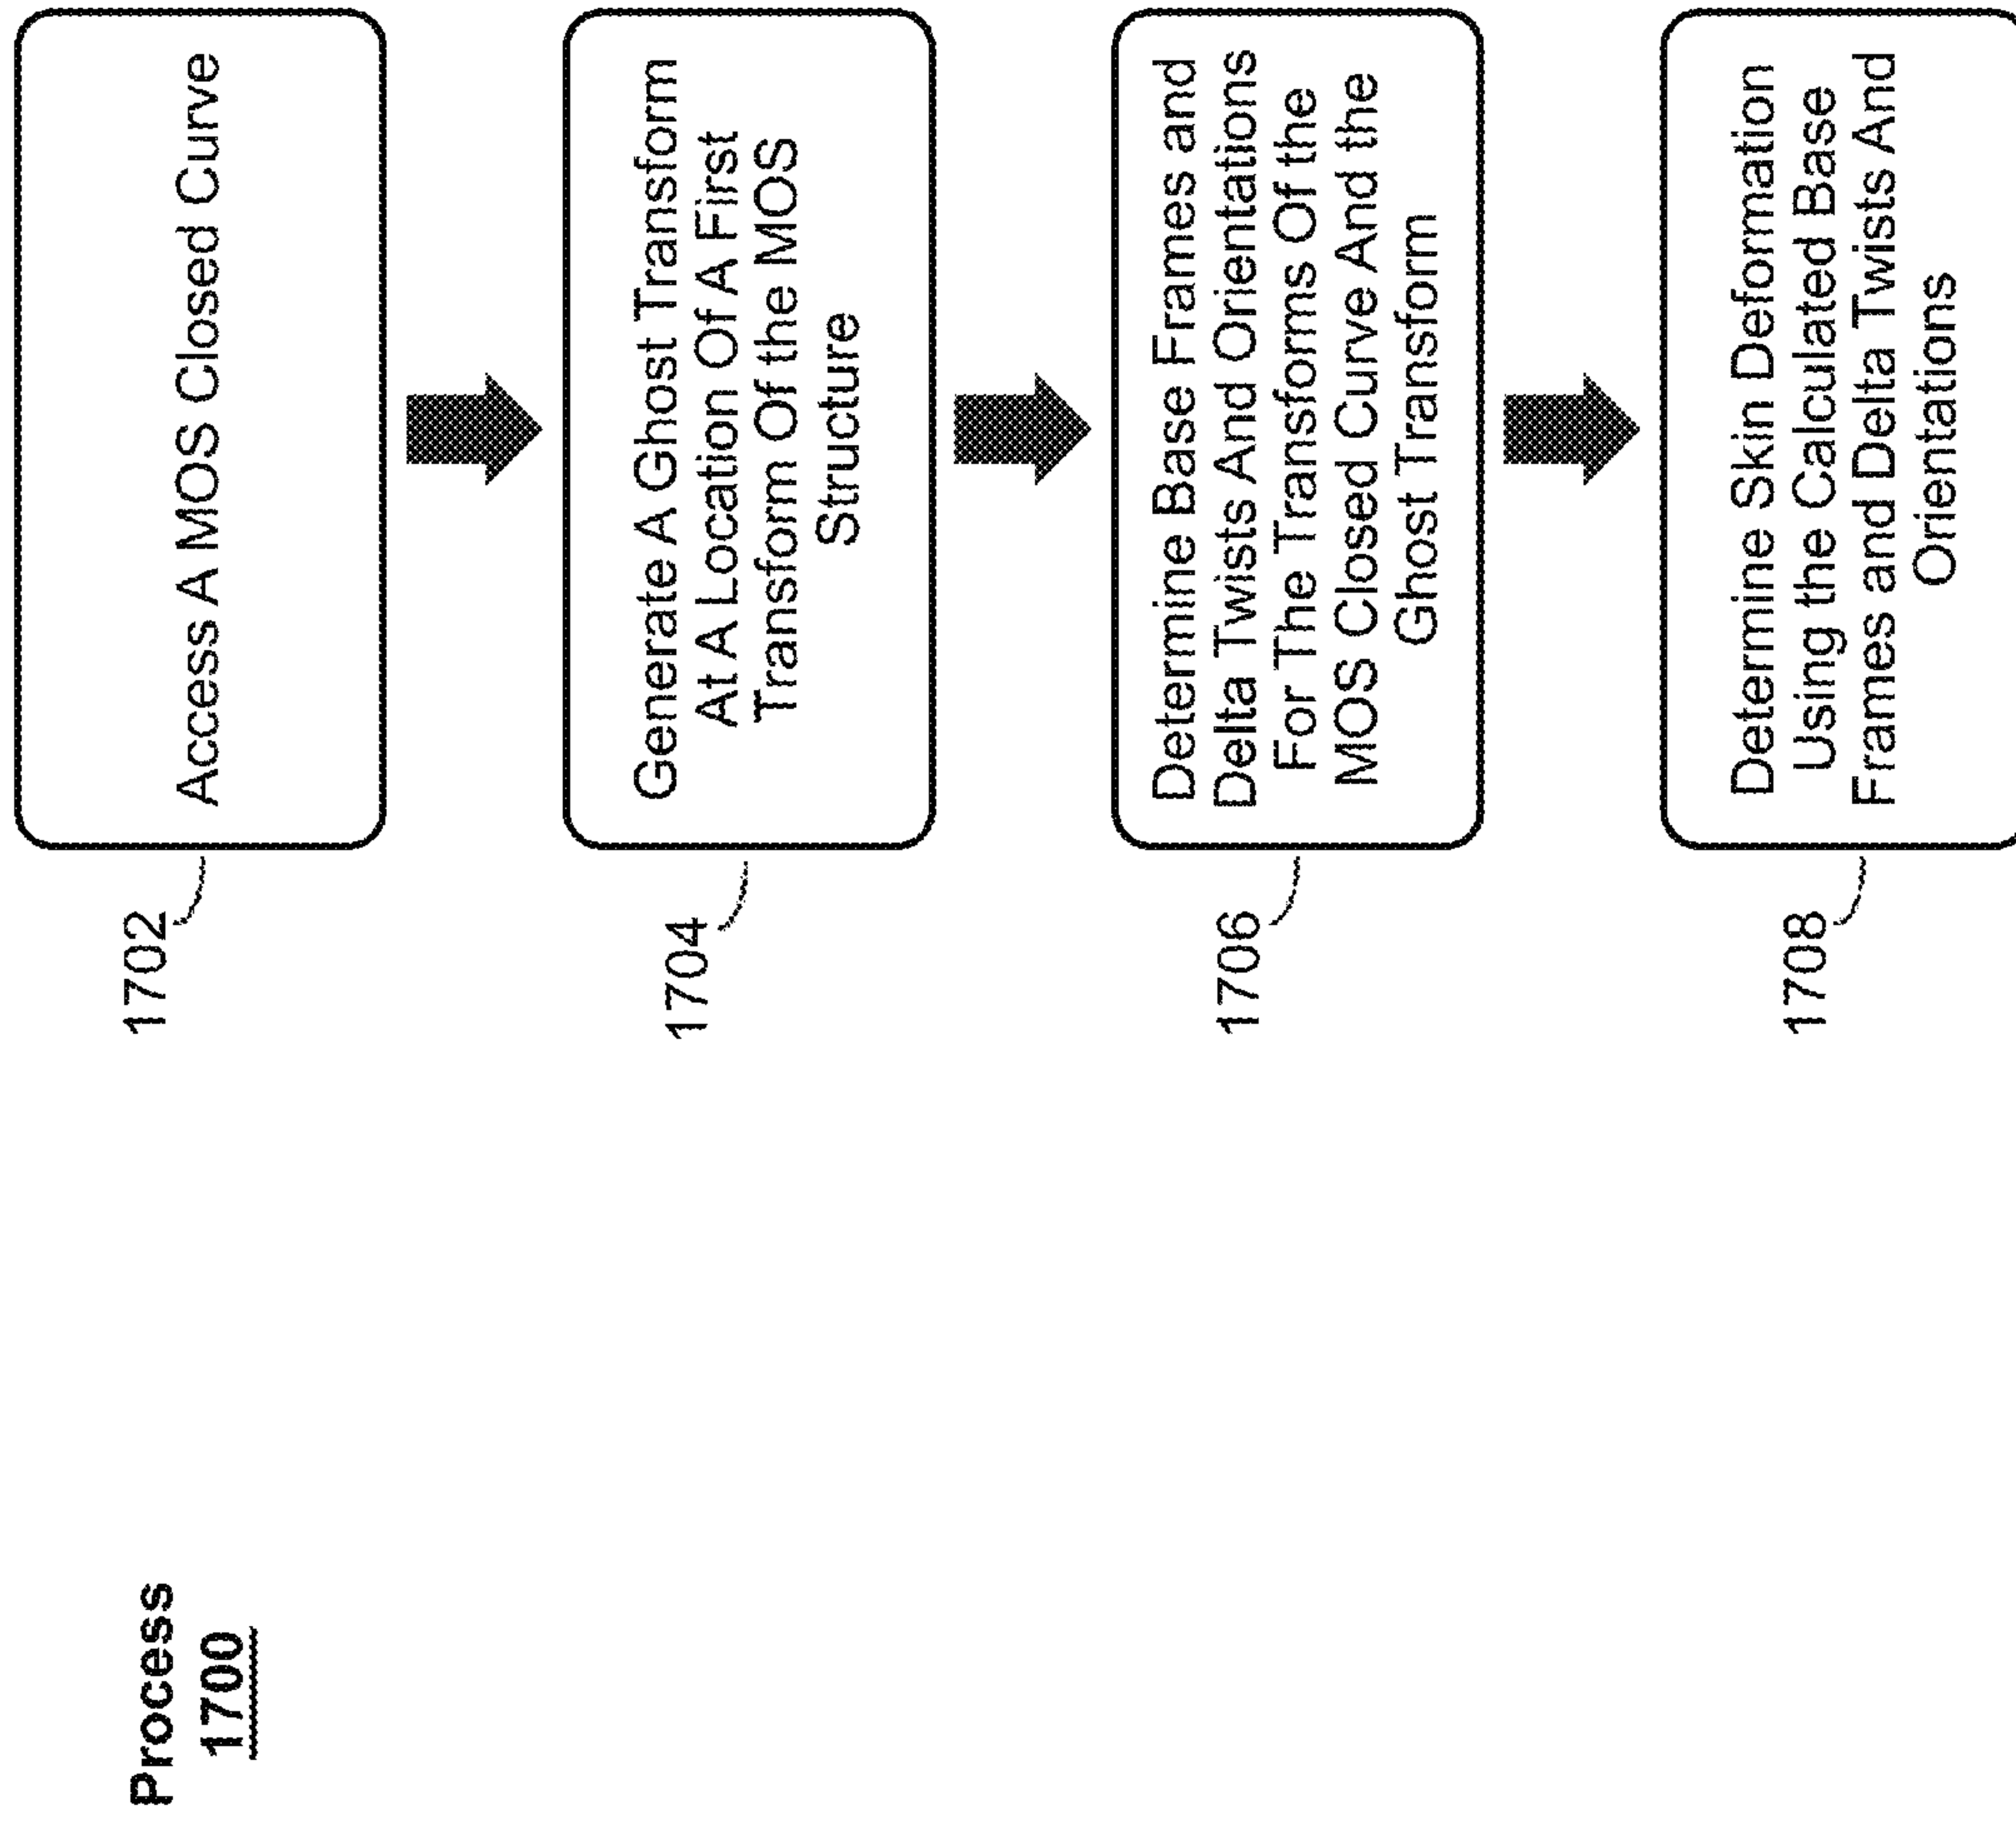 Process
1700
1702
Access A MOS Closed Curve
1704
Generate A Ghost Transform
At A Location Of A First
Transform Of the MOS
Structure
1706
Determine Base Frames and
Delta Twists And Orientations
For The Transforms Of the
MOS Closed Curve And the
Ghost Transform
1708
Determine Skin Deformation
Using the Calculated Base
Frames and Delta Twists And
Orientations